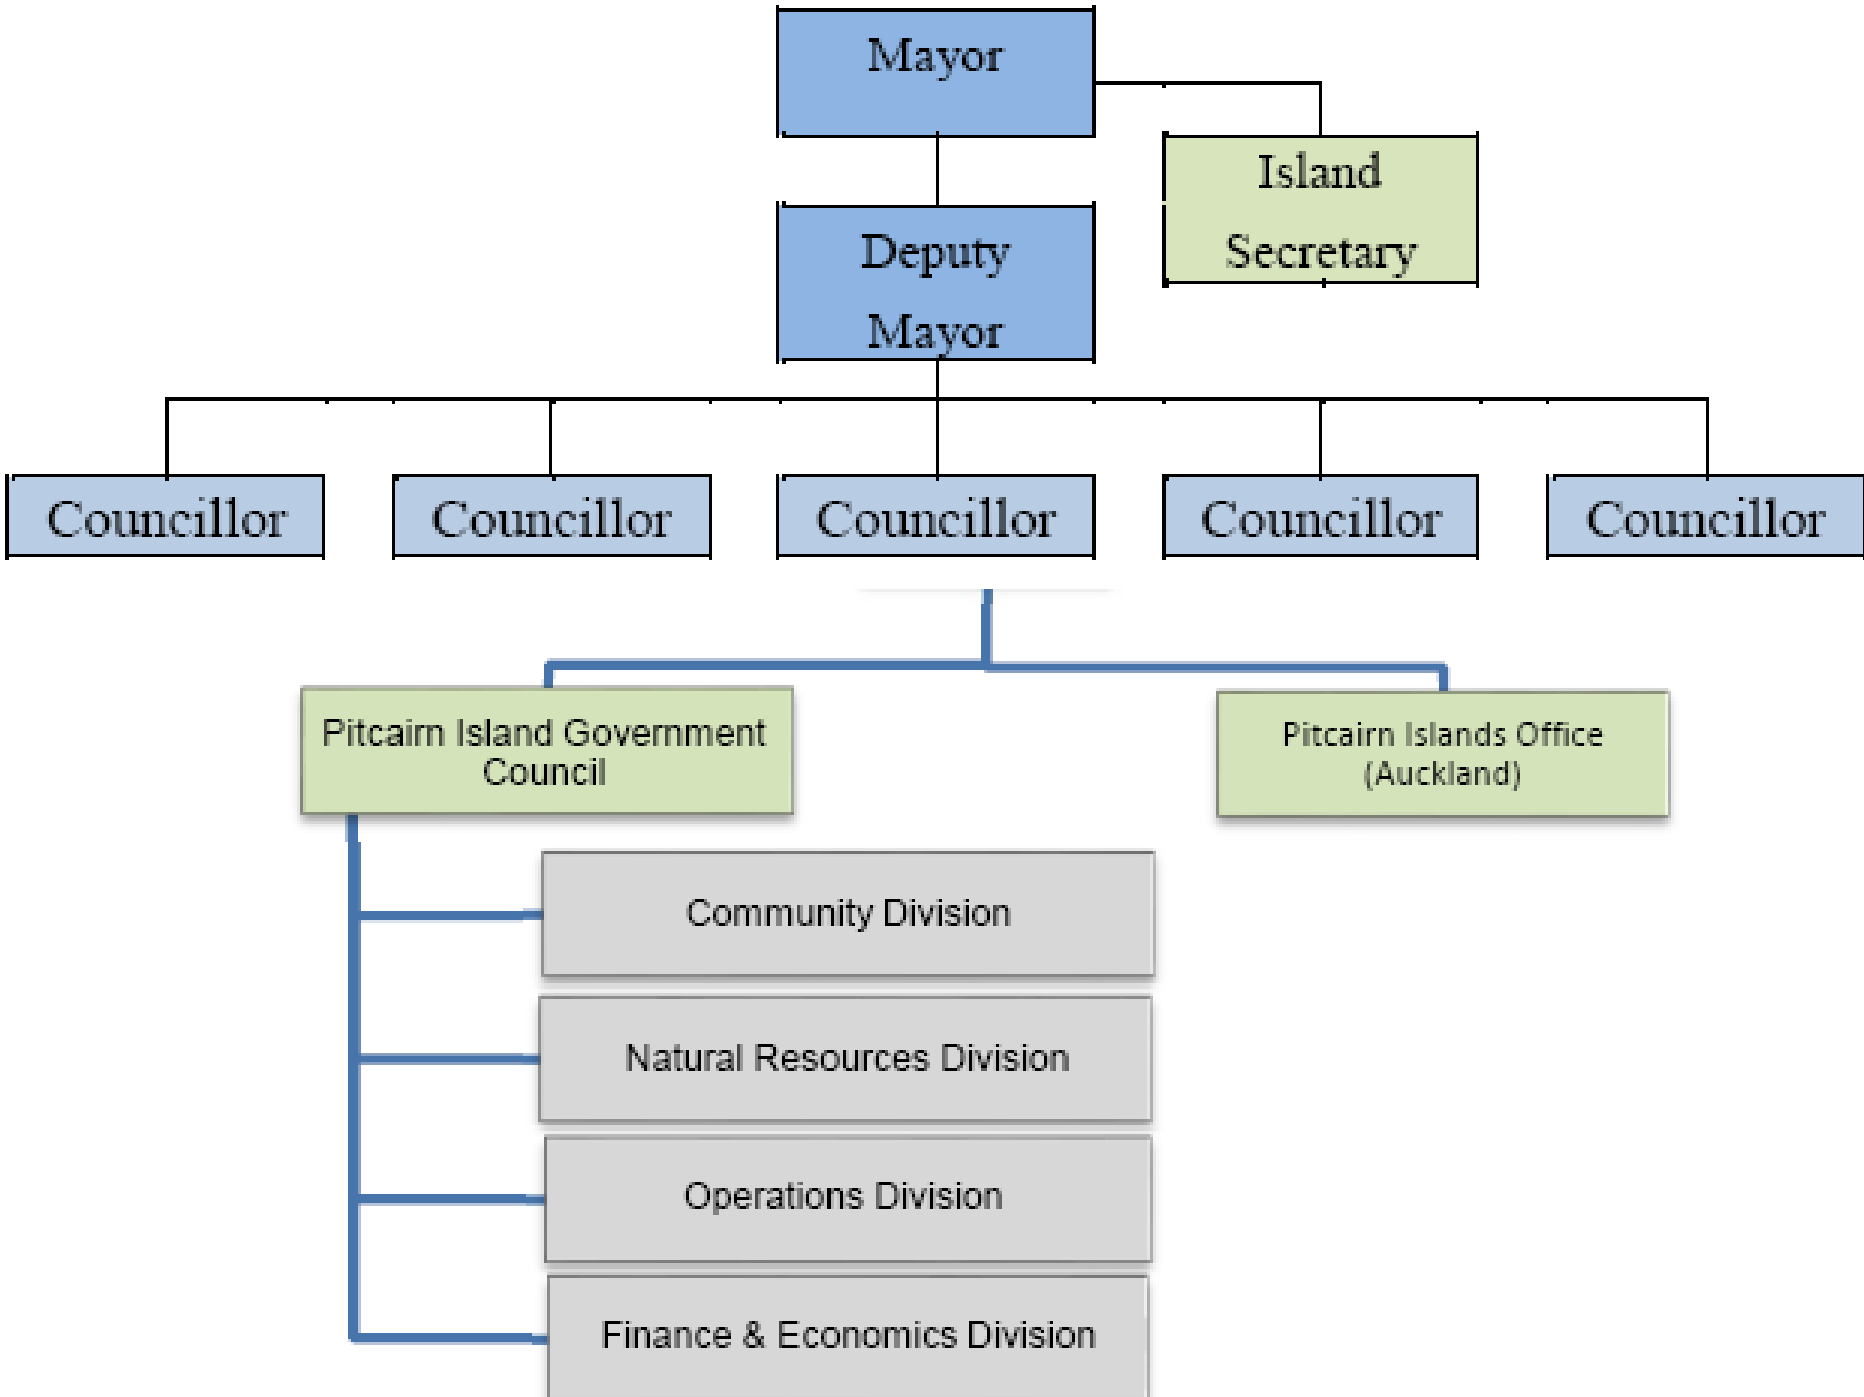 Mayor
Island
Secretary
Deputy
Mayor
Councillor
Councillor
Councillor
Councillor
Councillor
Pitcairn Island Government
Council
Pitcairn Islands Office
(Auckland)
Community Division
Natural Resources Division
Operations Division
Finance & Economics Division